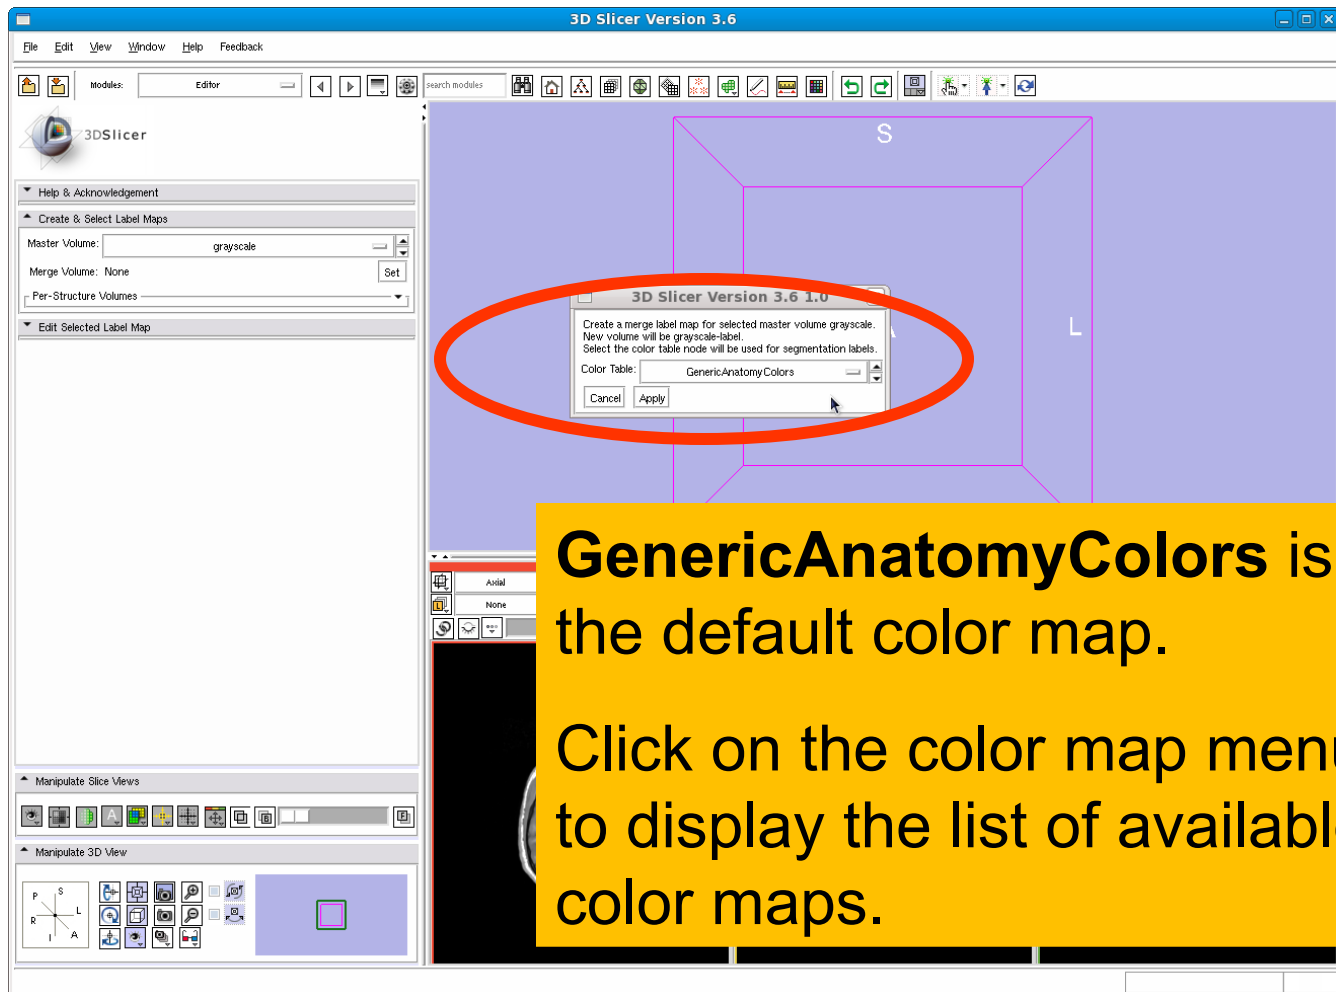 3D Slicer Version 3.6
File Edit View Window Help Feedback
Modules: Editor search modules
3DSlicer
Help & Acknowledgement
Create & Select Label Maps
Master Volume: grayscale
Merge Volume: None Set
Per-Structure Volumes
Edit Selected Label Map
S
L
3D Slicer Version 3.6 1.0
Create a merge label map for selected master volume grayscale.
New volume will be grayscale-label.
Select the color table node will be used for segmentation labels.
Color Table: GenericAnatomyColors
Cancel Apply
Axial
None
GenericAnatomyColors is
the default color map.
Click on the color map menu
to display the list of available
color maps.
Manipulate Slice Views
Manipulate 3D View
P S
R L
I A